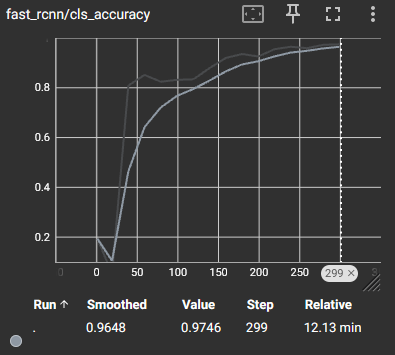 fast_rcnn/cls_accuracy
0.8
0.6
0.4
0.2
0 50 100 150 200 250
299 ×
Run ↑ Smoothed Value Step Relative
. 0.9648 0.9746 299 12.13 min